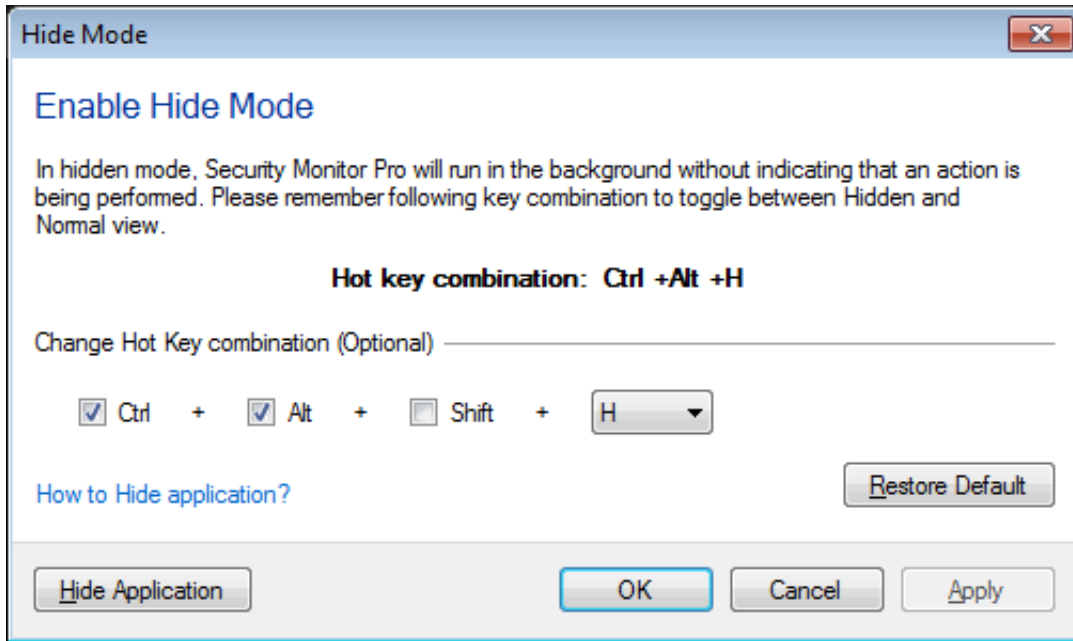 Hide Mode
Enable Hide Mode
In hidden mode, Security Monitor Pro will run in the background without indicating that an action is
being performed. Please remember following key combination to toggle between Hidden and
Normal view.
Hot key combination: Ctrl +Alt +H
Change Hot Key combination (Optional)
Ctrl + Alt + Shift + H
How to Hide application?
Restore Default
Hide Application OK Cancel Apply